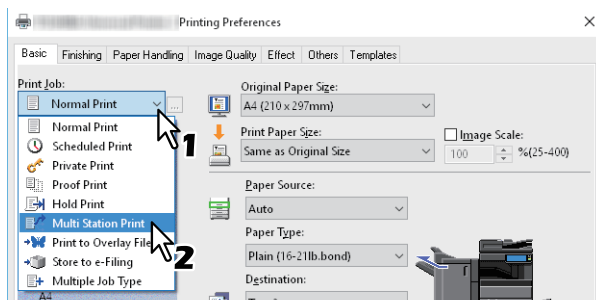 Printing Preferences
Basic Finishing Paper Handling Image Quality Effect Others Templates
Print Job:
Normal Print
...
Normal Print
Scheduled Print
Private Print
Proof Print
Hold Print
Multi Station Print
Print to Overlay File
Store to e-Filing
Multiple Job Type
1
2
Original Paper Size:
A4 (210 x 297mm)
Print Paper Size:
Same as Original Size
Image Scale:
100 %(25-400)
Paper Source:
Auto
Paper Type:
Plain (16-21lb.bond)
Destination: